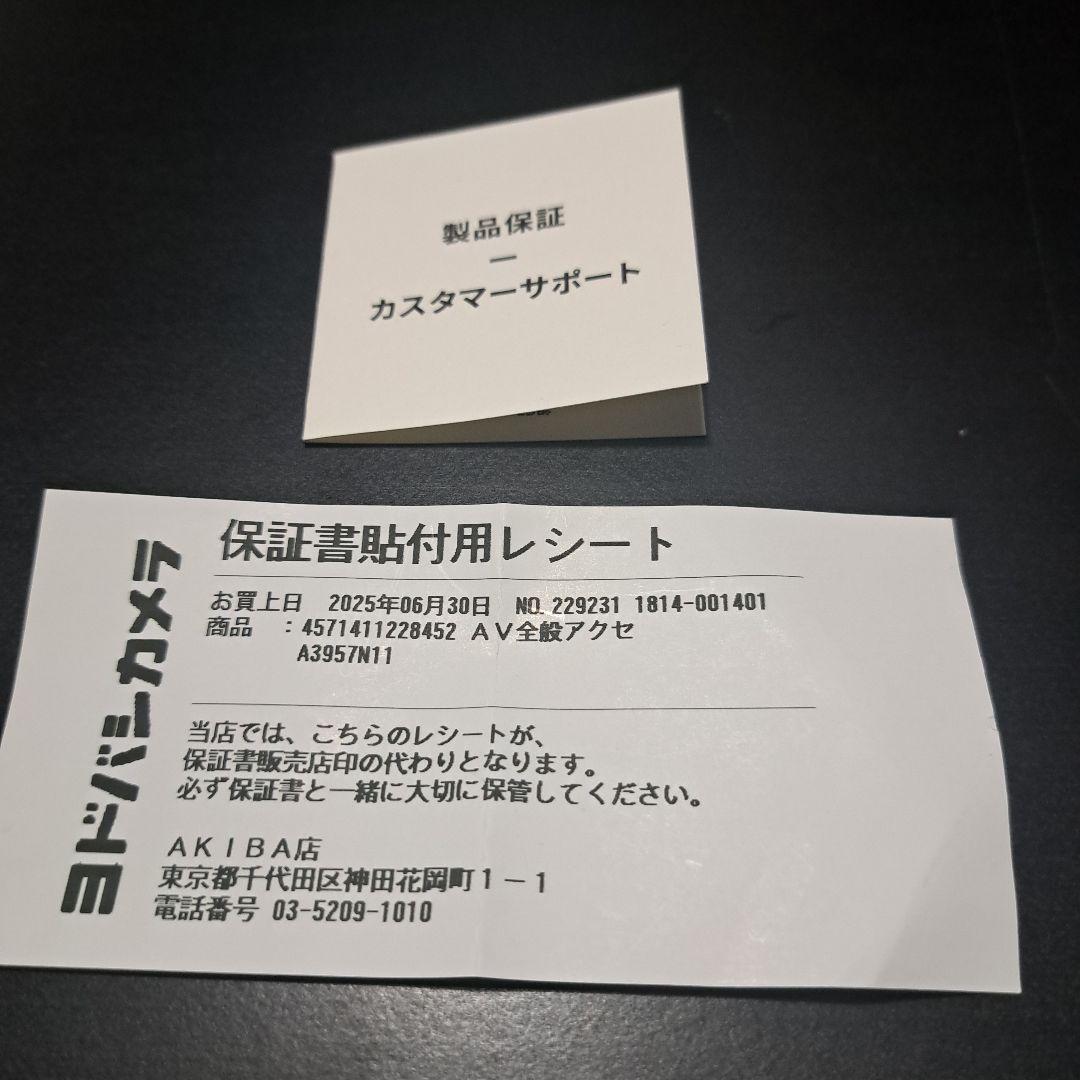 製品保証
カスタマーサポート
ヨドバシカメラ
保証書貼付用レシート
お買上日 2025年06月30日 NO. 229231 1814-001401
商品 : 4571411228452 AV全般アクセ
A3957N11
当店では、こちらのレシートが、
保証書販売店印の代わりとなります。
必ず保証書と一緒に大切に保管してください。
AKIBA店
東京都千代田区神田花岡町1-1
電話番号 03-5209-1010